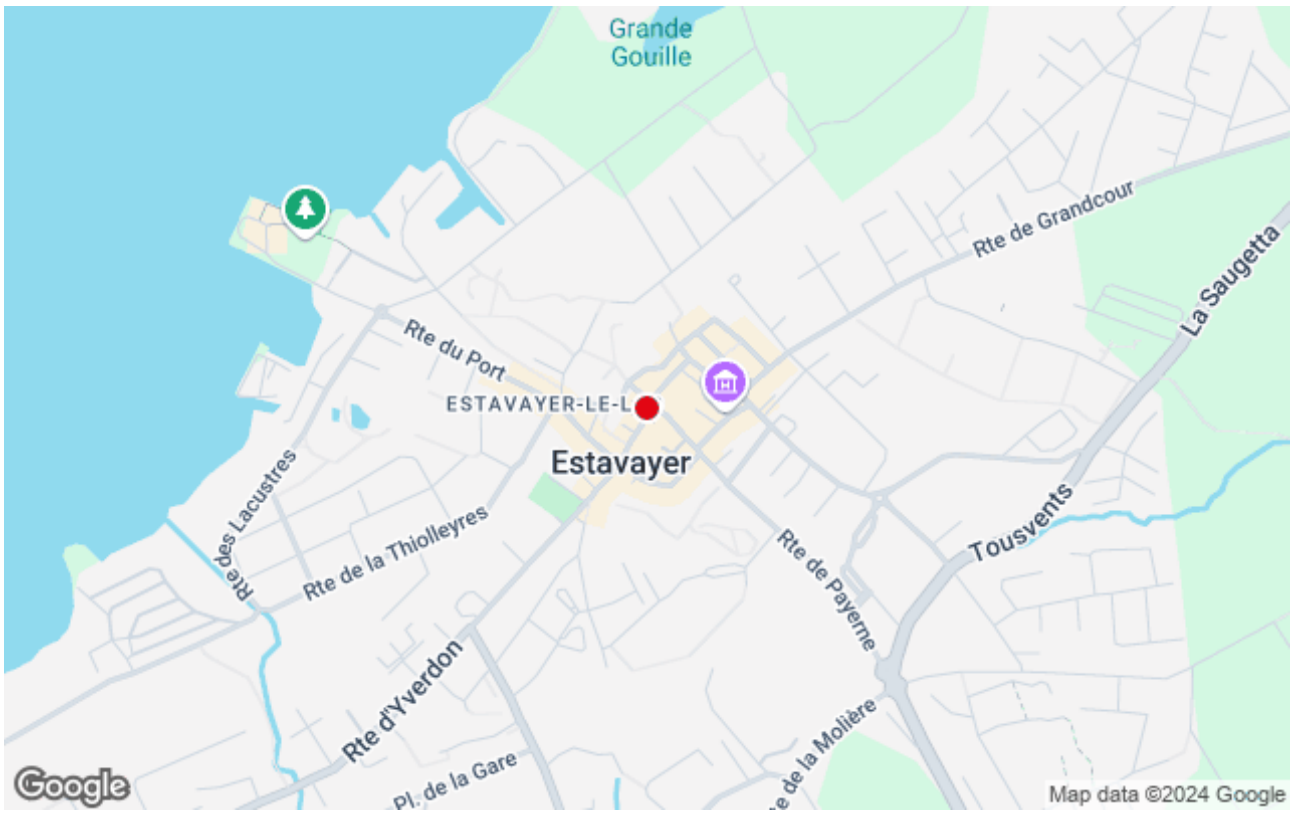 Grande
Gouille
Rte de Grandcour
La Saugetta
Rte du Port
ESTAVAYER-LE-L
Estavayer
Rte des Lacustres
Rte de la Thiolleyres
Tousvents
Rte de Payerne
Rte d'Yverdon
e de la Molière
Pl. de la Gare
Google
Map data ©2024 Google